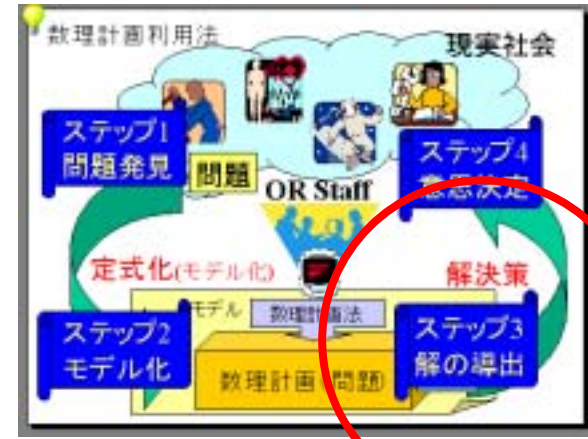 数理計画利用法
現実社会
ステップ1
問題発見
問題
ステップ4
意思決定
OR Staff
定式化(モデル化)
解決策
モデル
数理計画法
ステップ2
モデル化
ステップ3
解の導出
数理計画(問題)